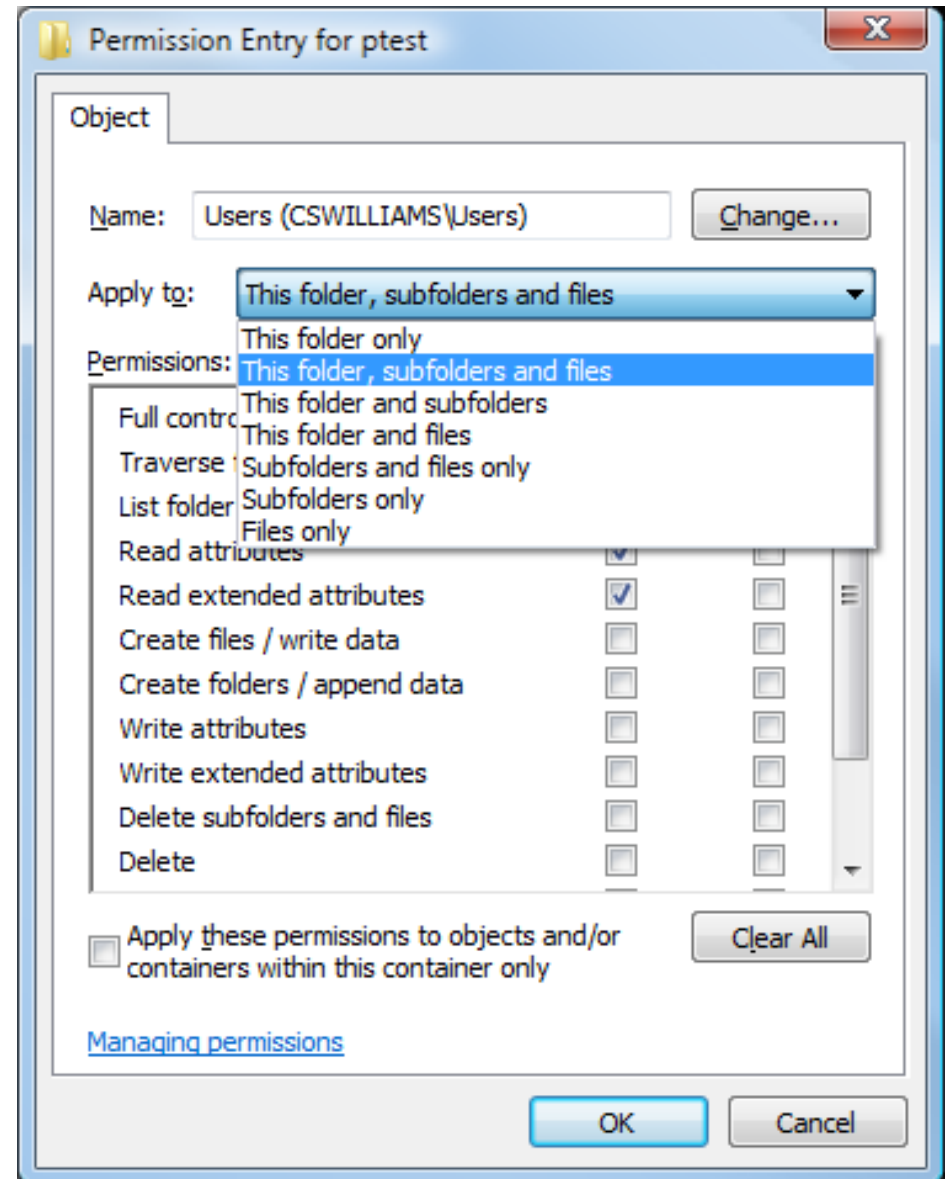 Permission Entry for ptest
Object
Name: Users (CSWILLIAMS\Users) Change...
Apply to: This folder, subfolders and files
This folder only
Permissions: This folder, subfolders and files
This folder and subfolders
Full contro
This folder and files
Traverse
Subfolders and files only
List folder
Subfolders only
Files only
Read attributes
Read extended attributes
Create files / write data
Create folders / append data
Write attributes
Write extended attributes
Delete subfolders and files
Delete
Apply these permissions to objects and/or
containers within this container only
Clear All
Managing permissions
OK Cancel